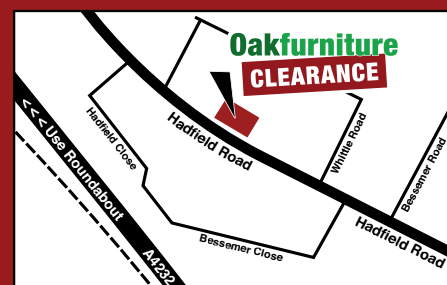 Oakfurniture
CLEARANCE
Hadfield Road
Hadfield Close
Whittle Road
Bessemer Road
<<<Use Roundabout
A4232
Bessemer Close
Hadfield Road